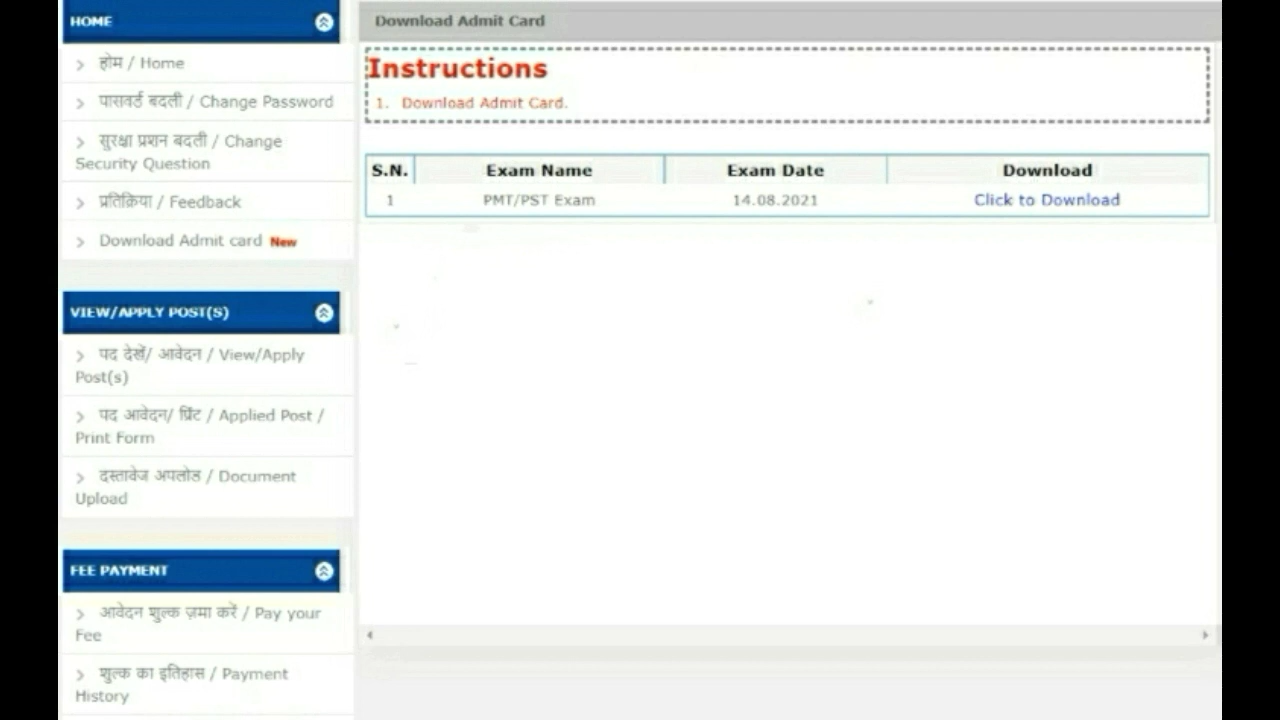 HOME
होम / Home
पासवर्ड बदली / Change Password
सुरक्षा प्रशन बदली / Change
Security Question
प्रतिक्रिया / Feedback
Download Admit card New
VIEW/APPLY POST(S)
पद देखें/ आवेदन / View/Apply
Post(s)
पद आवेदन/ प्रिंट / Applied Post /
Print Form
दस्तावेज अपलोड / Document
Upload
FEE PAYMENT
आवेदन शुल्क ज़मा करें / Pay your
Fee
शुल्क का इतिहास / Payment
History
Download Admit Card
Instructions
1. Download Admit Card.
S.N. Exam Name Exam Date Download
1 PMT/PST Exam 14.08.2021 Click to Download